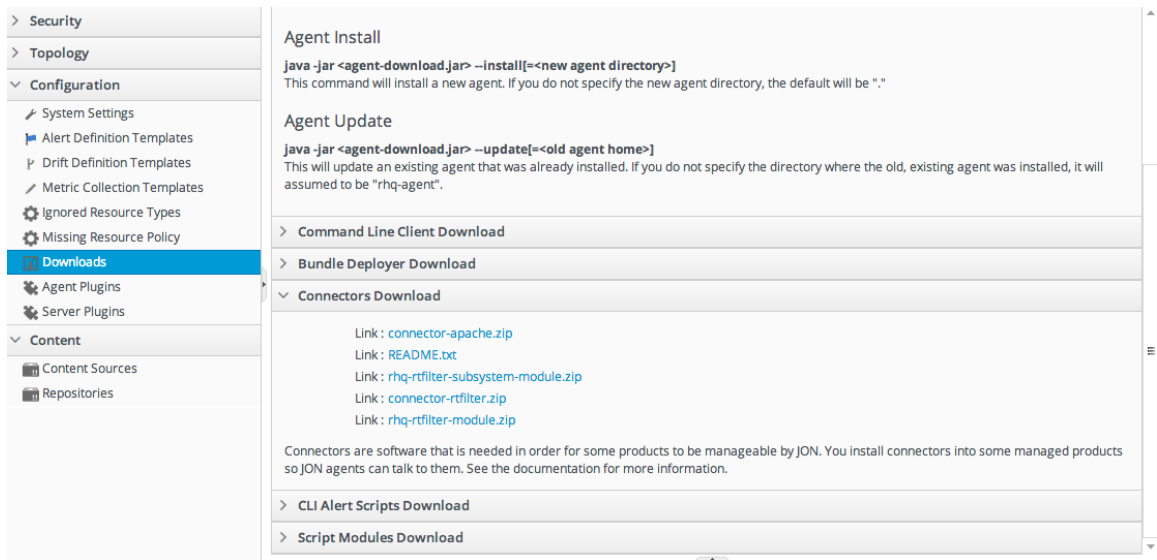 Security
Topology
Configuration
System Settings
Alert Definition Templates
Drift Definition Templates
Metric Collection Templates
Ignored Resource Types
Missing Resource Policy
Downloads
Agent Plugins
Server Plugins
Content
Content Sources
Repositories
Agent Install
java -jar <agent-download.jar> --install[=<new agent directory>]
This command will install a new agent. If you do not specify the new agent directory, the default will be "."
Agent Update
java -jar <agent-download.jar> --update[=<old agent home>]
This will update an existing agent that was already installed. If you do not specify the directory where the old, existing agent was installed, it will
assumed to be "rhq-agent".
Command Line Client Download
Bundle Deployer Download
Connectors Download
Link : connector-apache.zip
Link : README.txt
Link : rhq-rtfilter-subsystem-module.zip
Link : connector-rtfilter.zip
Link : rhq-rtfilter-module.zip
Connectors are software that is needed in order for some products to be manageable by JON. You install connectors into some managed products
so JON agents can talk to them. See the documentation for more information.
CLI Alert Scripts Download
Script Modules Download